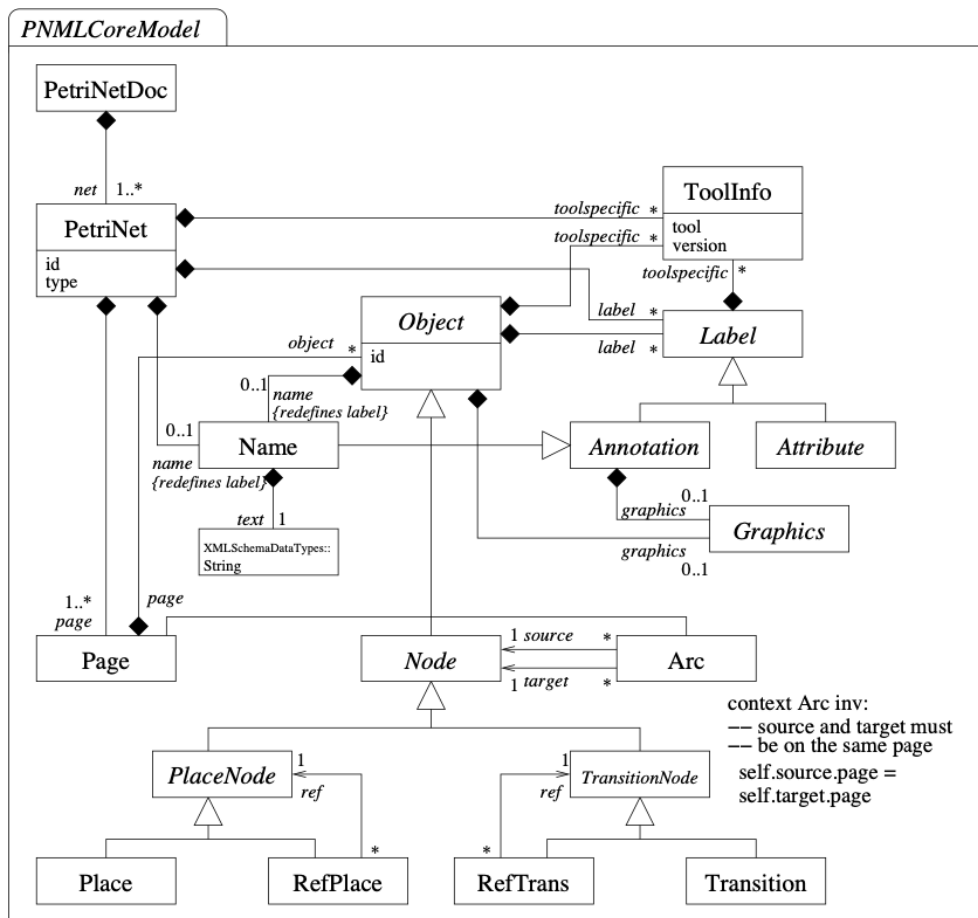 PNMLCoreModel
PetriNetDoc
net 1..*
PetriNet
id
type
ToolInfo
tool
version
toolspecific *
toolspecific *
toolspecific *
Object
id
label *
label *
Label
object *
0..1
name
{redefines label}
0..1
name
{redefines label}
Name
Annotation
Attribute
text 1
XMLSchemaDataTypes::
String
0..1
graphics
Graphics
graphics
0..1
1..*
page
page
Page
Node
1 source *
1 target *
Arc
context Arc inv:
–– source and target must
–– be on the same page
self.source.page =
self.target.page
PlaceNode
1
ref
*
TransitionNode
1
ref
*
Place
RefPlace
RefTrans
Transition